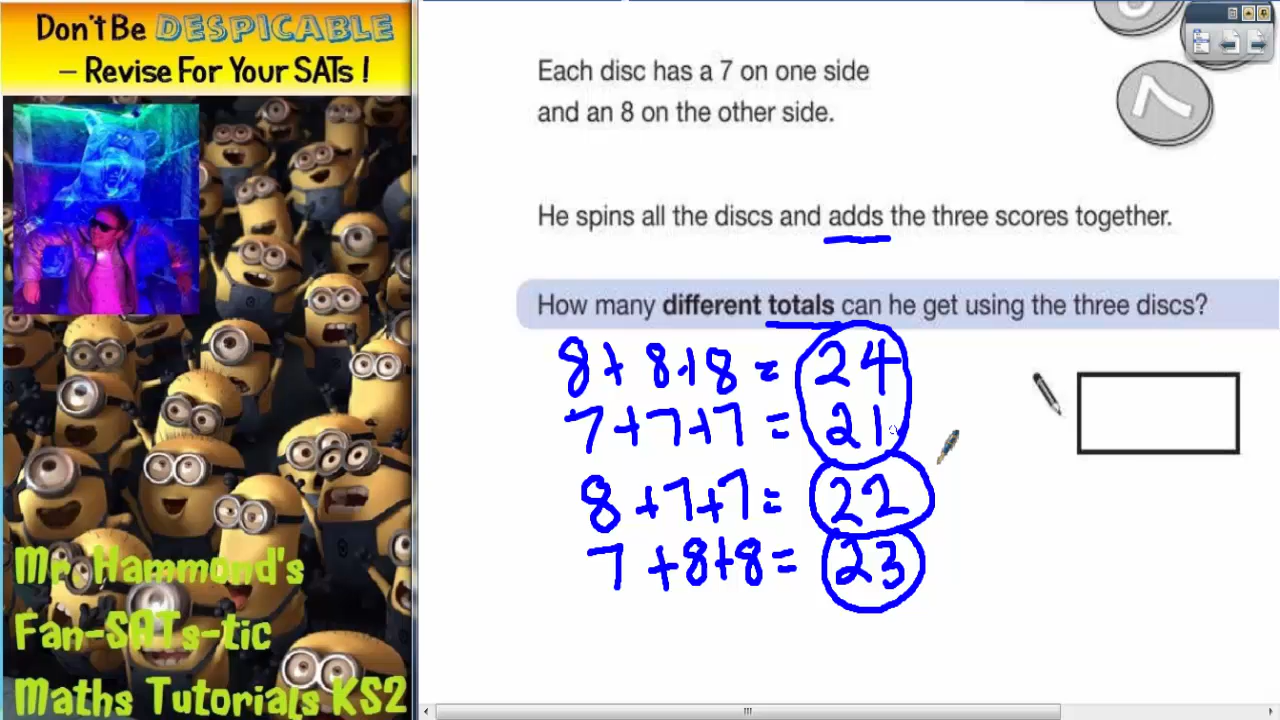 Don't Be DESPICABLE
– Revise For Your SATs !
Mr. Hammond's
Fan-SATs-tic
Maths Tutorials KS2
Each disc has a 7 on one side
and an 8 on the other side.
7
He spins all the discs and adds the three scores together.
How many different totals can he get using the three discs?
8 + 8 + 8 = 24
7 + 7 + 7 = 21
8 + 7 + 7 = 22
7 + 8 + 8 = 23